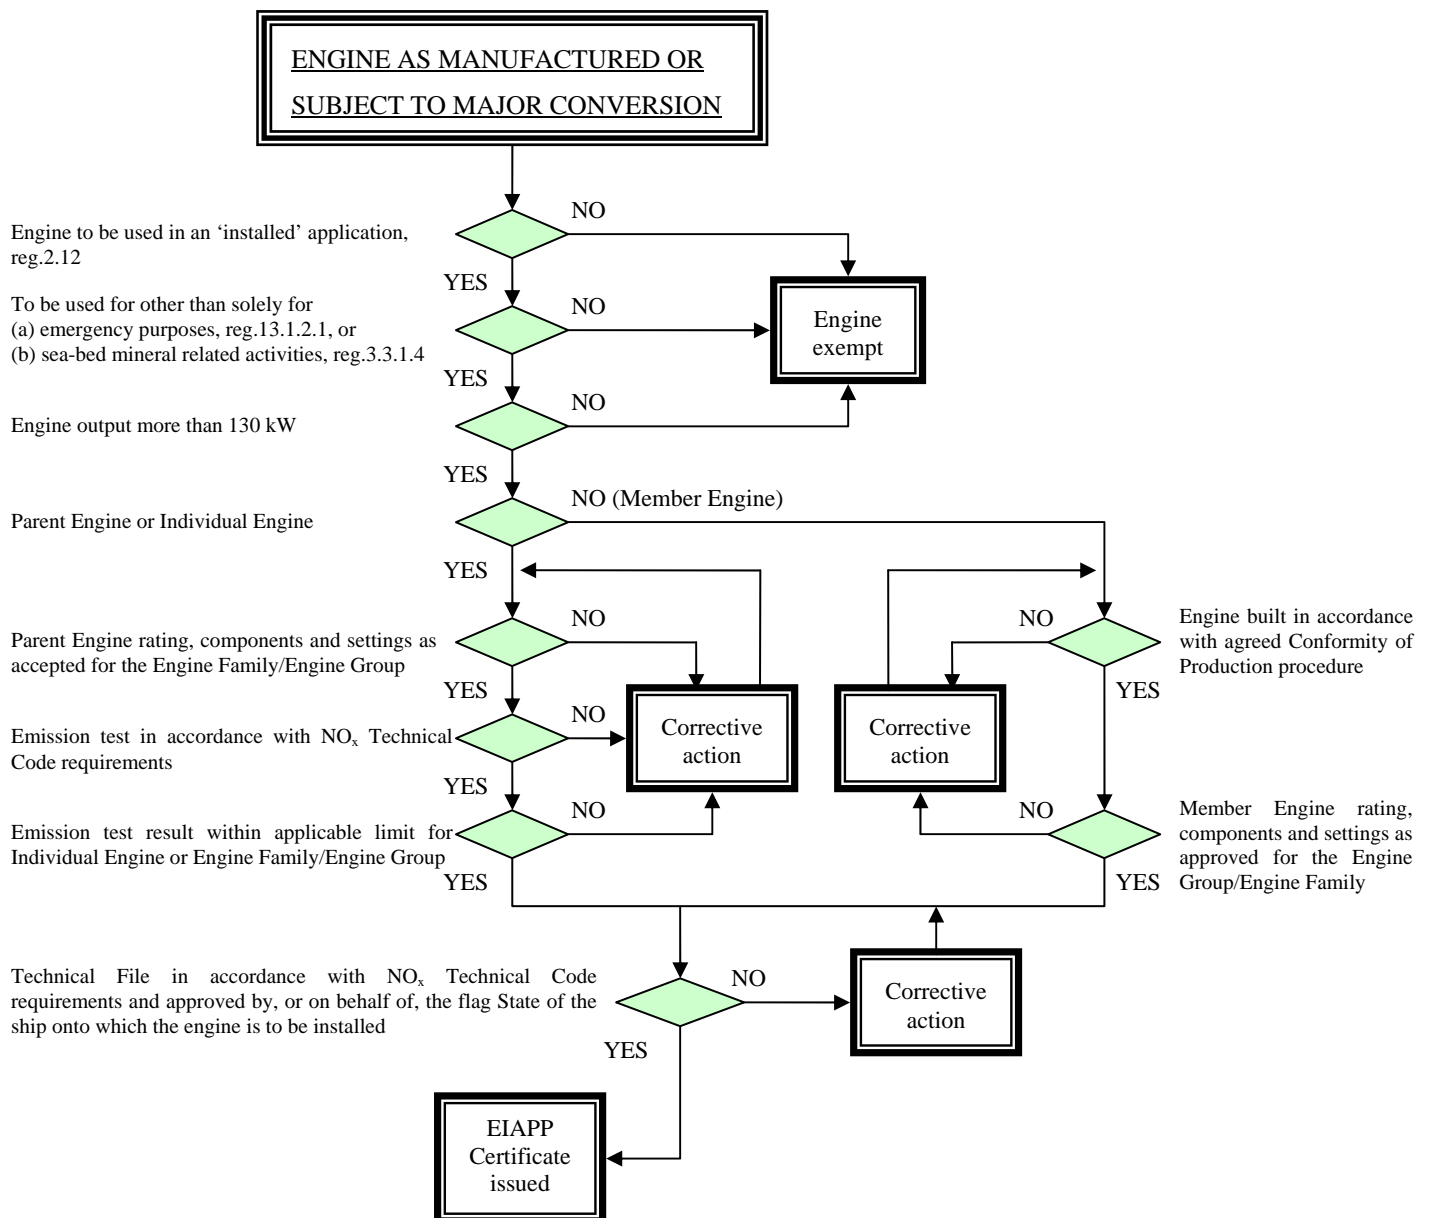 ENGINE AS MANUFACTURED OR
SUBJECT TO MAJOR CONVERSION
NO
Engine to be used in an ‘installed’ application,
reg.2.12
YES
To be used for other than solely for
(a) emergency purposes, reg.13.1.2.1, or
(b) sea-bed mineral related activities, reg.3.3.1.4
NO
Engine
exempt
YES
NO
Engine output more than 130 kW
YES
NO (Member Engine)
Parent Engine or Individual Engine
YES
NO
Parent Engine rating, components and settings as
accepted for the Engine Family/Engine Group
NO
Engine built in accordance
with agreed Conformity of
Production procedure
YES
YES
NO
Emission test in accordance with NOx Technical
Code requirements
Corrective
action
Corrective
action
YES
NO
Emission test result within applicable limit for
Individual Engine or Engine Family/Engine Group
NO
Member Engine rating,
components and settings as
approved for the Engine
Group/Engine Family
YES
YES
Technical File in accordance with NOx Technical Code
requirements and approved by, or on behalf of, the flag State of the
ship onto which the engine is to be installed
NO
Corrective
action
YES
EIAPP
Certificate
issued